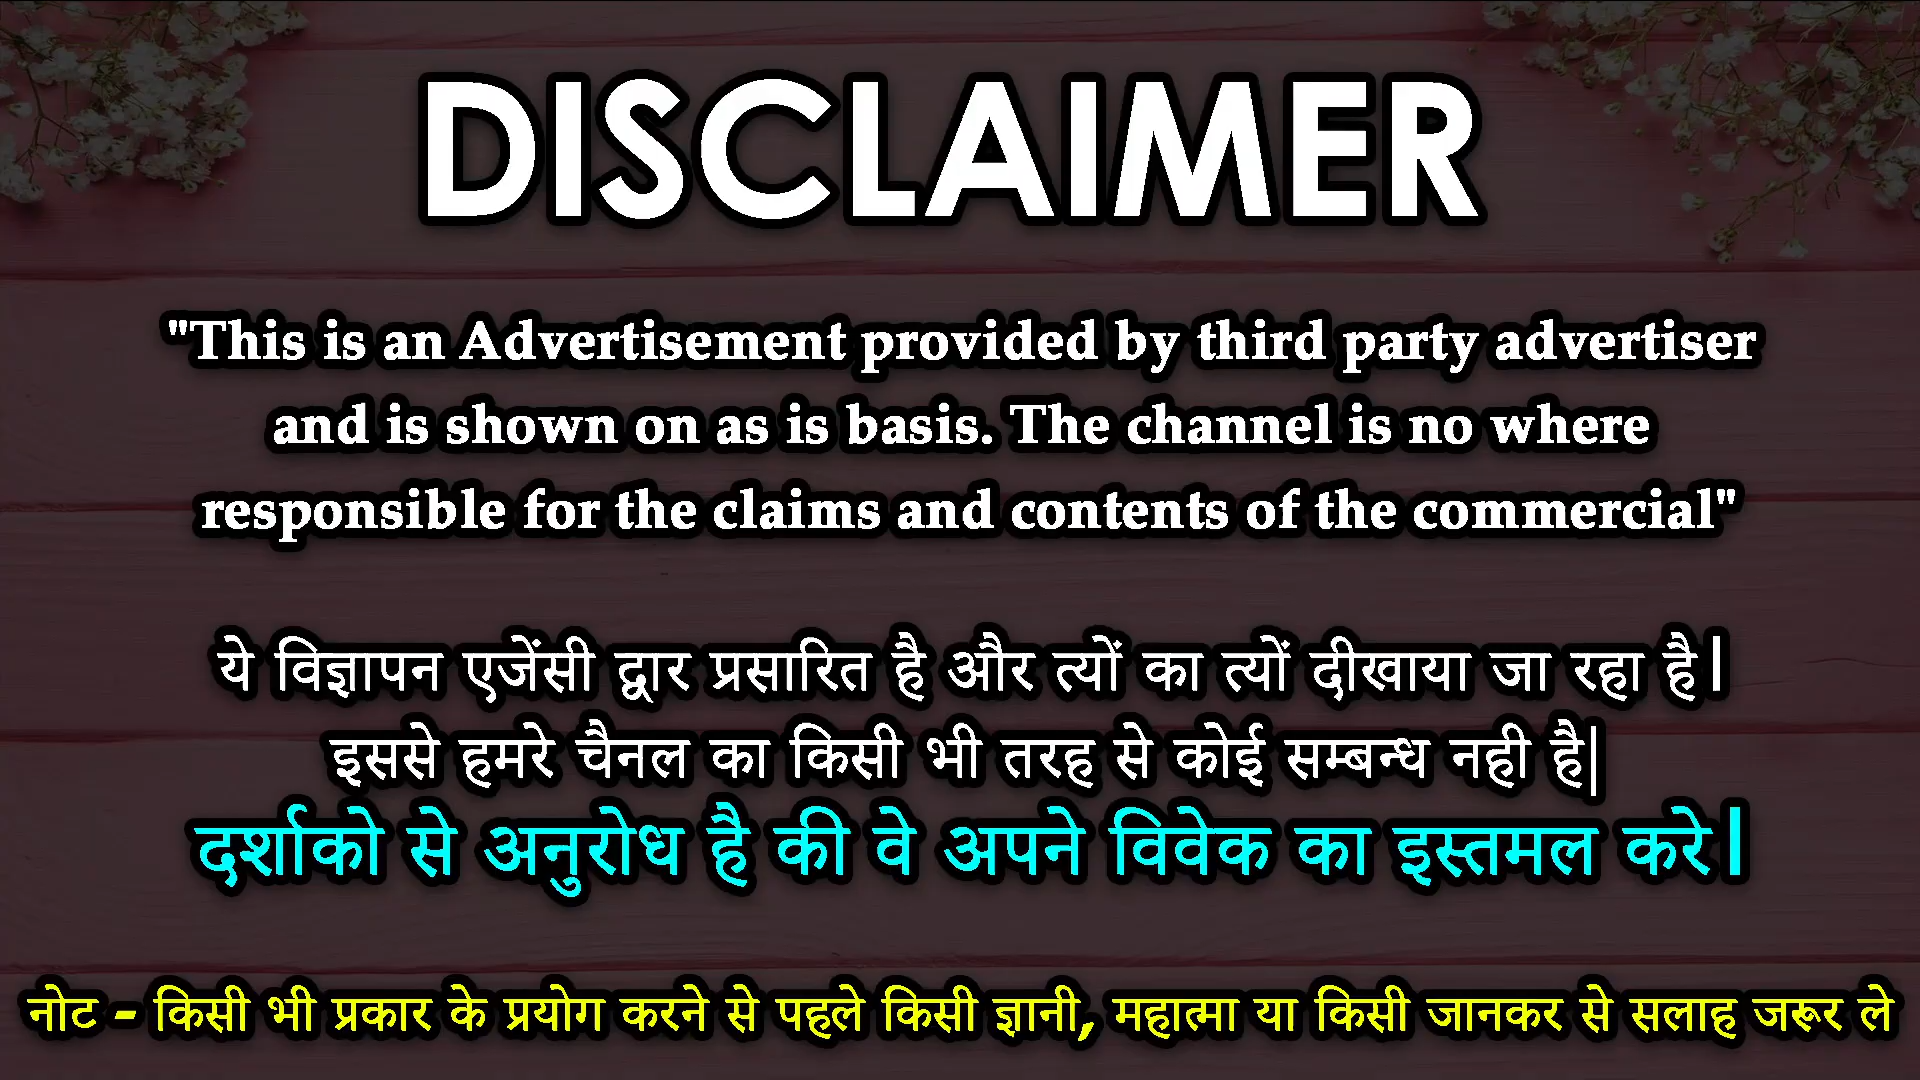 DISCLAIMER
"This is an Advertisement provided by third party advertiser
and is shown on as is basis. The channel is no where
responsible for the claims and contents of the commercial"
ये विज्ञापन एजेंसी द्वार प्रसारित है और त्यों का त्यों दीखाया जा रहा है।
इससे हमरे चैनल का किसी भी तरह से कोई सम्बन्ध नही है|
दर्शाको से अनुरोध है की वे अपने विवेक का इस्तमल करे।
नोट - किसी भी प्रकार के प्रयोग करने से पहले किसी ज्ञानी, महात्मा या किसी जानकर से सलाह जरूर ले